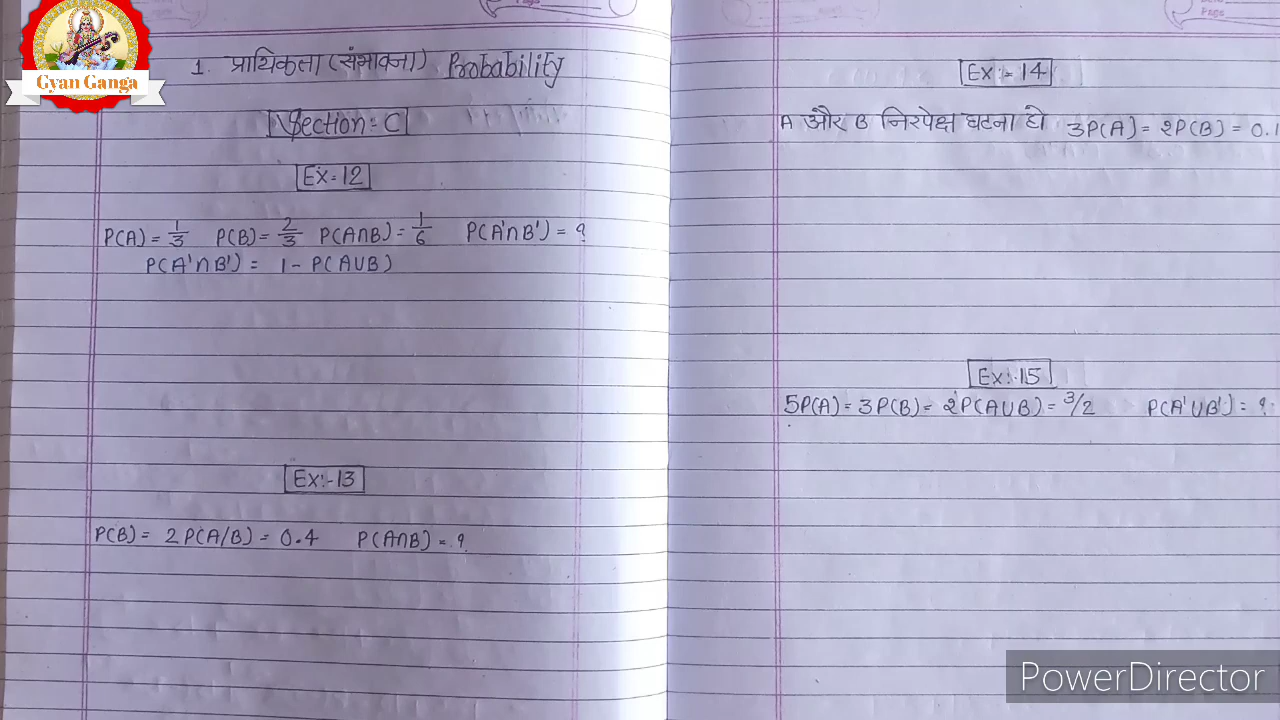 Gyan Ganga
1. प्रायिकता (संभावना) Probability
Section:- C
Ex-12
P(A) = 1/3 P(B) = 2/3 P(A∩B) = 1/6 P(A'∩B') = ?
P(A'∩B') = 1 - P(A∪B)
Ex:-13
P(B) = 2P(A/B) = 0.4 P(A∩B) = ?
Page
Ex:-14
A और B निरपेक्ष घटना हो 3P(A) = 2P(B) = 0.
Ex:-15
5P(A) = 3P(B) = 2P(A∪B) = 3/2 P(A'∪B') = ?
PowerDirector